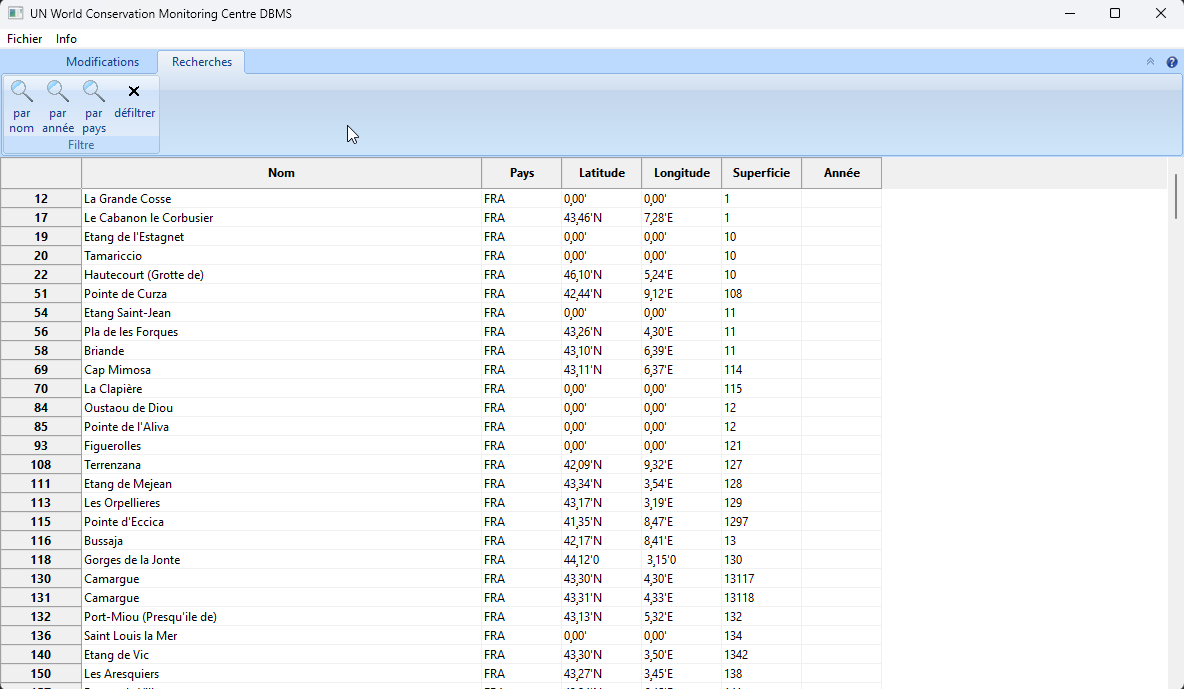 UN World Conservation Monitoring Centre DBMS
Fichier Info
Modifications Recherches
par nom par année par pays défiltrer
Filtre
Nom Pays Latitude Longitude Superficie Année
12 La Grande Cosse FRA 0,00' 0,00' 1
17 Le Cabanon le Corbusier FRA 43,46'N 7,28'E 1
19 Etang de l'Estagnet FRA 0,00' 0,00' 10
20 Tamariccio FRA 0,00' 0,00' 10
22 Hautecourt (Grotte de) FRA 46,10'N 5,24'E 10
51 Pointe de Curza FRA 42,44'N 9,12'E 108
54 Etang Saint-Jean FRA 0,00' 0,00' 11
56 Pla de les Forques FRA 43,26'N 4,30'E 11
58 Briande FRA 43,10'N 6,39'E 11
69 Cap Mimosa FRA 43,11'N 6,37'E 114
70 La Clapière FRA 0,00' 0,00' 115
84 Oustaou de Diou FRA 0,00' 0,00' 12
85 Pointe de l'Aliva FRA 0,00' 0,00' 12
93 Figuerolles FRA 0,00' 0,00' 121
108 Terrenzana FRA 42,09'N 9,32'E 127
111 Etang de Mejean FRA 43,34'N 3,54'E 128
113 Les Orpellieres FRA 43,17'N 3,19'E 129
115 Pointe d'Eccica FRA 41,35'N 8,47'E 1297
116 Bussaja FRA 42,17'N 8,41'E 13
118 Gorges de la Jonte FRA 44,12'0 3,15'0 130
130 Camargue FRA 43,30'N 4,30'E 13117
131 Camargue FRA 43,31'N 4,33'E 13118
132 Port-Miou (Presqu'ile de) FRA 43,13'N 5,32'E 132
136 Saint Louis la Mer FRA 0,00' 0,00' 134
140 Etang de Vic FRA 43,30'N 3,50'E 1342
150 Les Aresquiers FRA 43,27'N 3,45'E 138